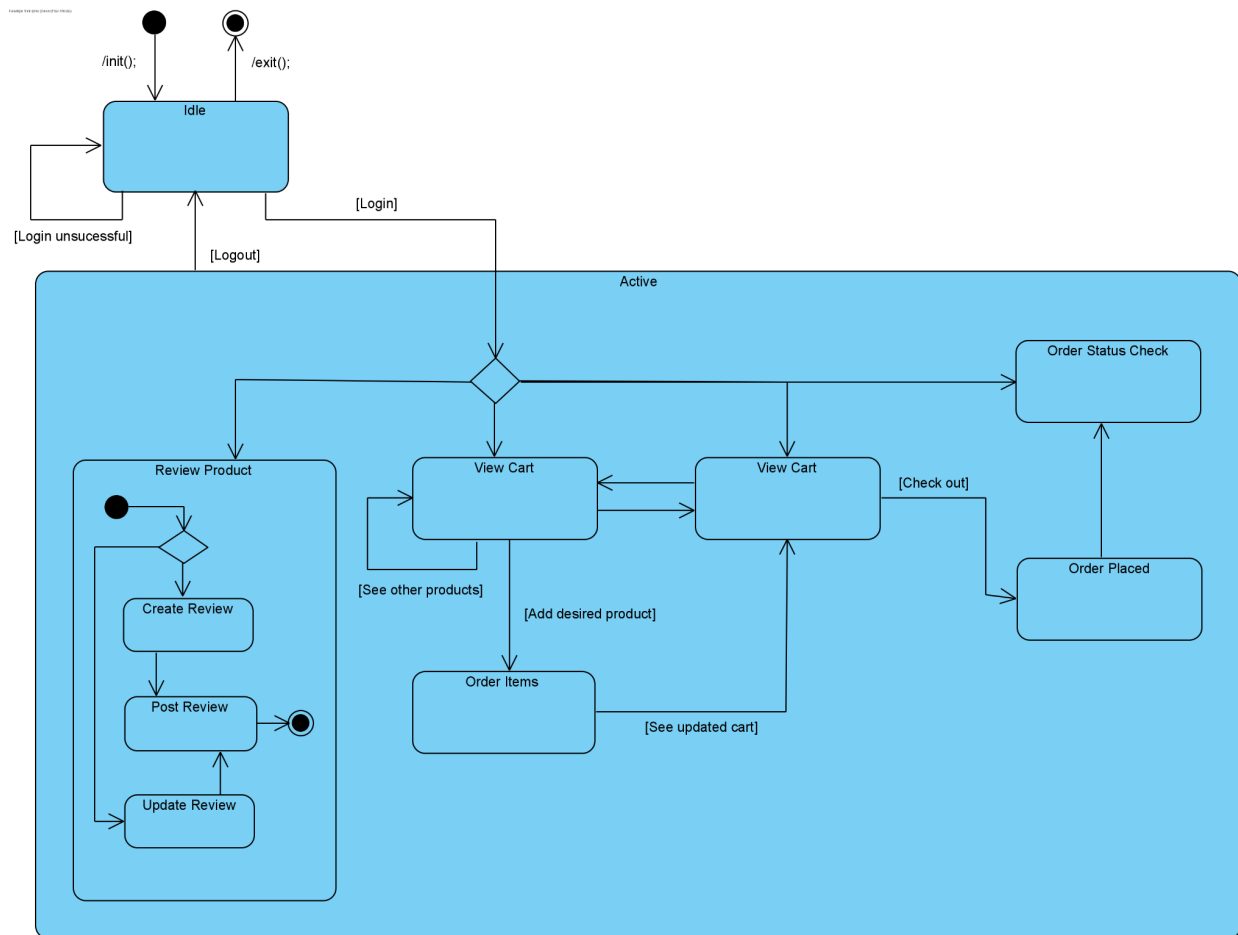 /init();
/exit();
Idle
[Login]
[Login unsucessful]
[Logout]
Active
Order Status Check
Review Product
View Cart
View Cart
[Check out]
Order Placed
[See other products]
Create Review
[Add desired product]
Order Items
Post Review
[See updated cart]
Update Review